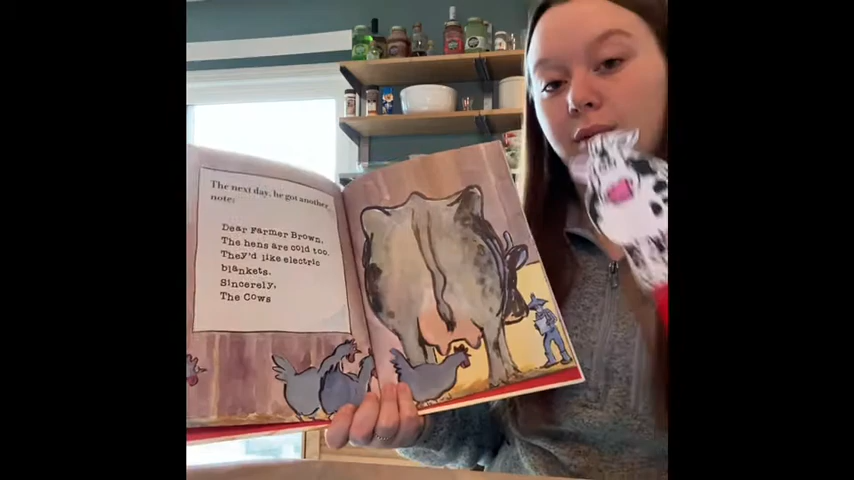 The next day, he got another
note:
Dear Farmer Brown,
The hens are cold too.
They'd like electric
blankets.
Sincerely,
The Cows